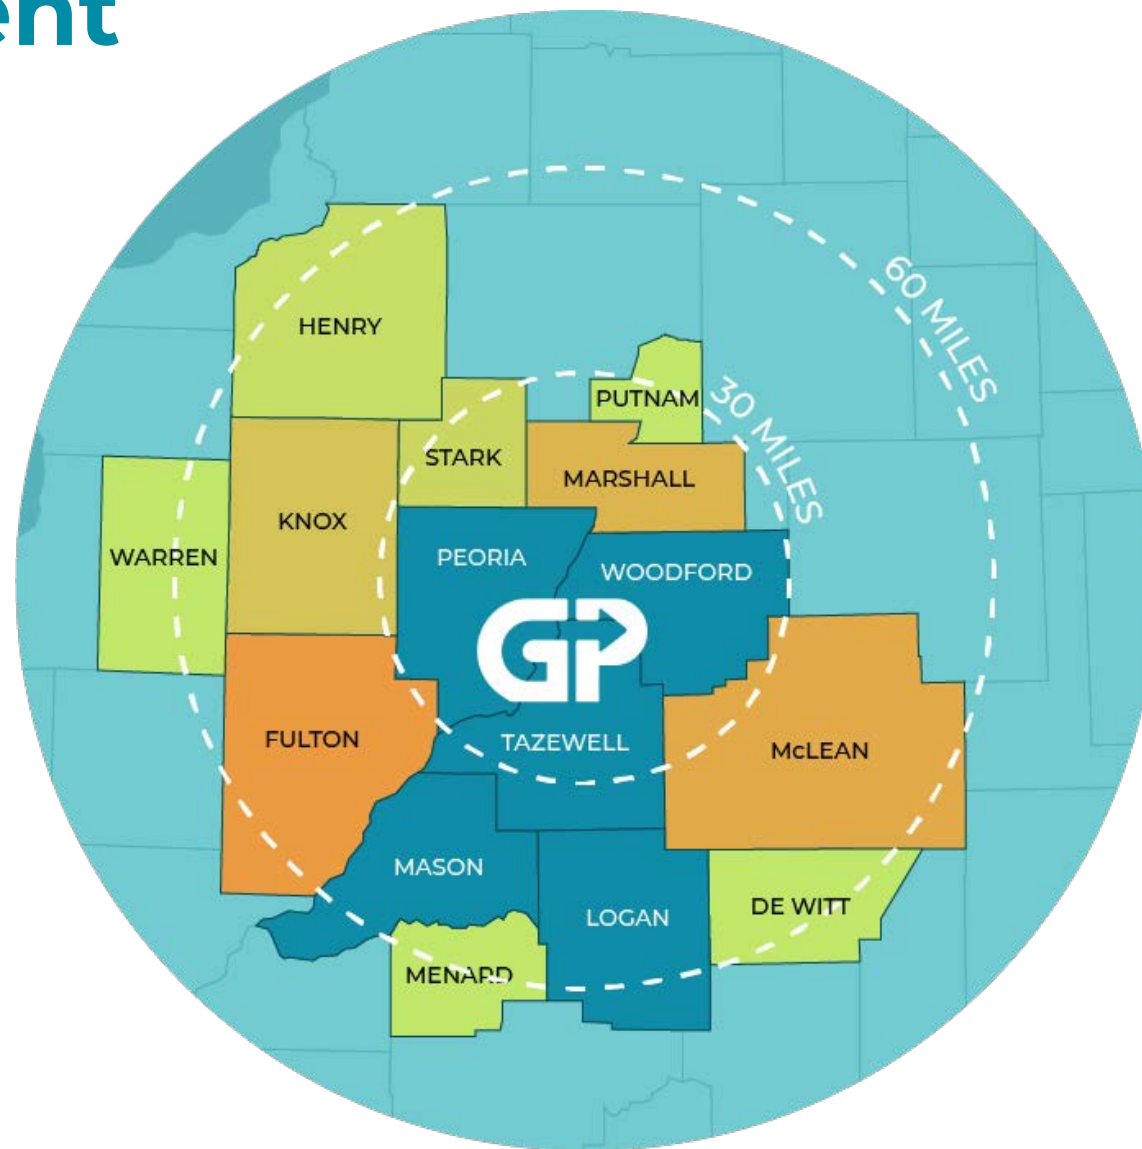 ent
60 MILES
HENRY
30 MILES
PUTNAM
STARK
MARSHALL
KNOX
WARREN
PEORIA
WOODFORD
GP
FULTON
TAZEWELL
McLEAN
MASON
DE WITT
LOGAN
MENARD